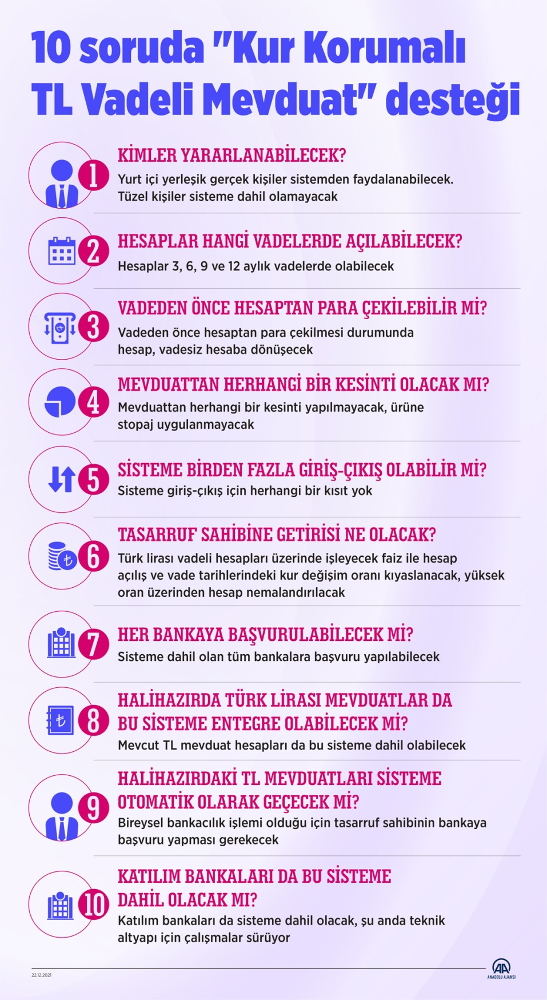 10 soruda "Kur Korumalı
TL Vadeli Mevduat" desteği
1
KİMLER YARARLANABİLECEK?
Yurt içi yerleşik gerçek kişiler sistemden faydalanabilecek.
Tüzel kişiler sisteme dahil olamayacak
2
HESAPLAR HANGİ VADELERDE AÇILABİLECEK?
Hesaplar 3, 6, 9 ve 12 aylık vadelerde olabilecek
3
VADEDEN ÖNCE HESAPTAN PARA ÇEKİLEBİLİR Mİ?
Vadeden önce hesaptan para çekilmesi durumunda
hesap, vadesiz hesaba dönüşecek
4
MEVDUATTAN HERHANGİ BİR KESİNTİ OLACAK MI?
Mevduattan herhangi bir kesinti yapılmayacak, ürüne
stopaj uygulanmayacak
5
SİSTEME BİRDEN FAZLA GİRİŞ-ÇIKIŞ OLABİLİR Mİ?
Sisteme giriş-çıkış için herhangi bir kısıt yok
6
TASARRUF SAHİBİNE GETİRİSİ NE OLACAK?
Türk lirası vadeli hesapları üzerinde işleyecek faiz ile hesap
açılış ve vade tarihlerindeki kur değişim oranı kıyaslanacak, yüksek
oran üzerinden hesap nemalandırılacak
7
HER BANKAYA BAŞVURULABİLECEK Mİ?
Sisteme dahil olan tüm bankalara başvuru yapılabilecek
8
HALİHAZIRDA TÜRK LİRASI MEVDUATLAR DA
BU SİSTEME ENTEGRE OLABİLECEK Mİ?
Mevcut TL mevduat hesapları da bu sisteme dahil olabilecek
9
HALİHAZIRDAKİ TL MEVDUATLARI SİSTEME
OTOMATİK OLARAK GEÇECEK Mİ?
Bireysel bankacılık işlemi olduğu için tasarruf sahibinin bankaya
başvuru yapması gerekecek
10
KATILIM BANKALARI DA BU SİSTEME
DAHİL OLACAK MI?
Katılım bankaları da sisteme dahil olacak, şu anda teknik
altyapı için çalışmalar sürüyor
22.12.2021
AA
ANADOLU AJANSI